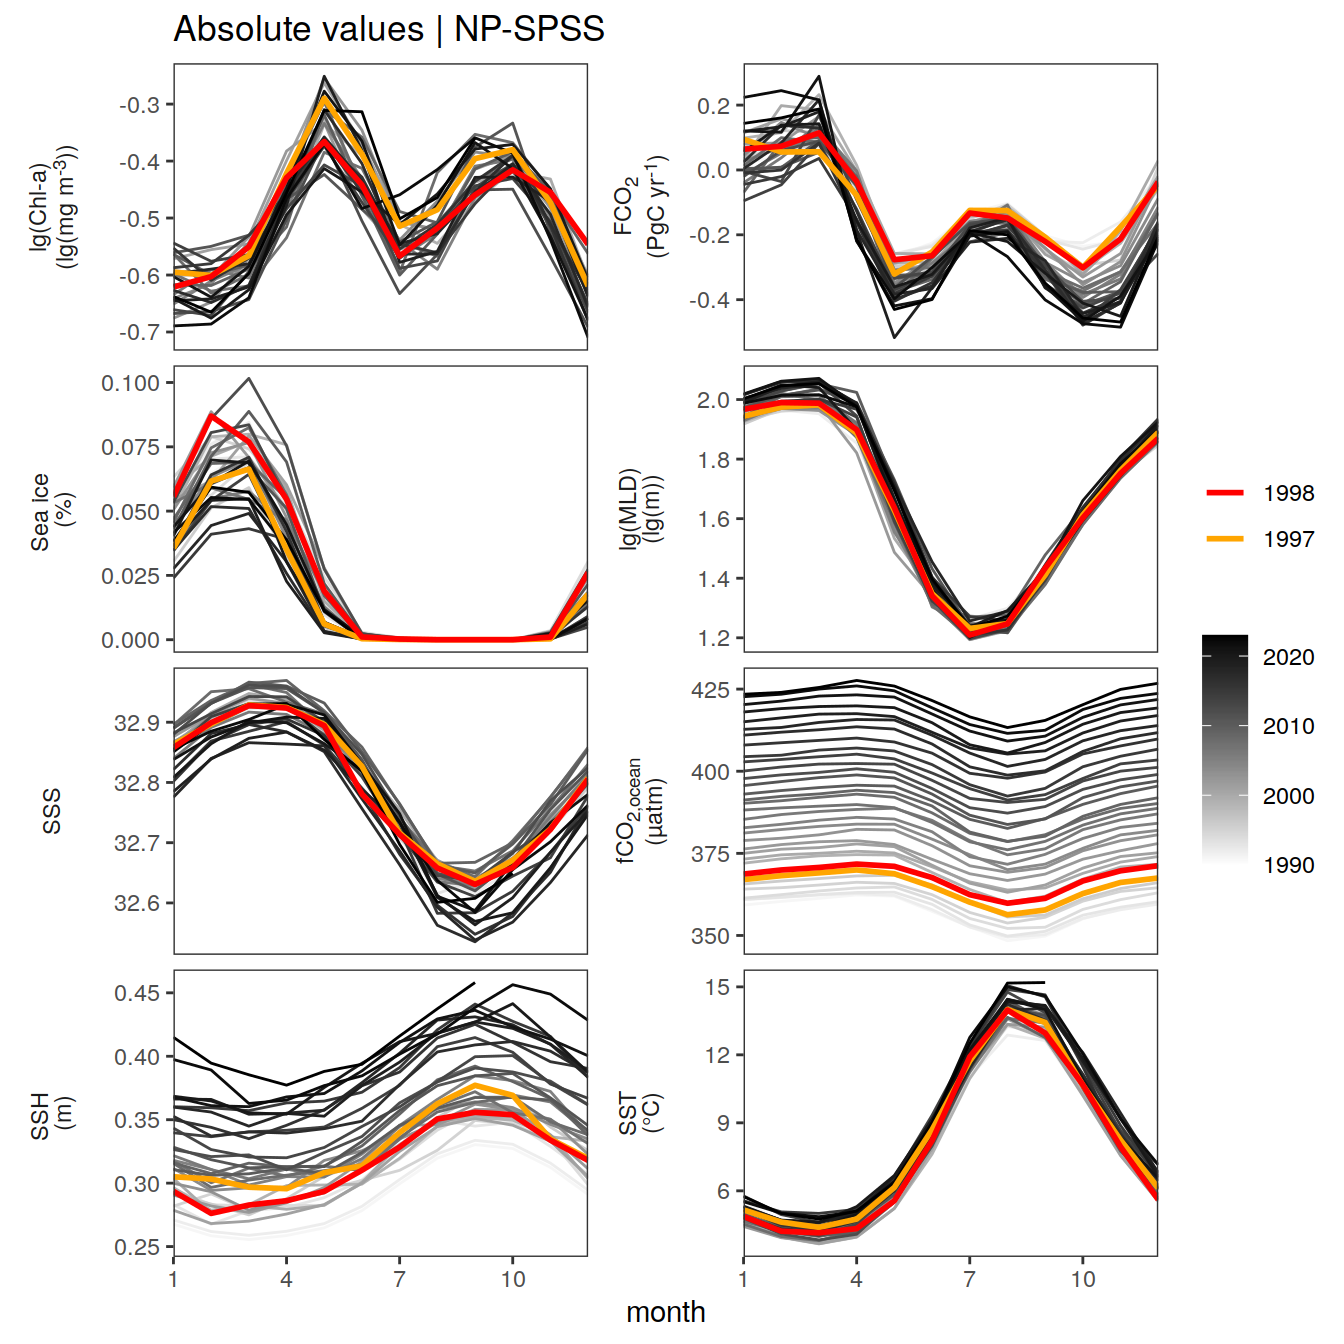 Absolute values | NP-SPSS
lg(Chl-a)
(lg(mg m⁻³))
-0.3
-0.4
-0.5
-0.6
-0.7
FCO₂
(PgC yr⁻¹)
0.2
0.0
-0.2
-0.4
Sea ice
(%)
0.100
0.075
0.050
0.025
0.000
lg(MLD)
(lg(m))
2.0
1.8
1.6
1.4
1.2
SSS
32.9
32.8
32.7
32.6
fCO₂,ocean
(µatm)
425
400
375
350
SSH
(m)
0.45
0.40
0.35
0.30
0.25
1 4 7 10
SST
(°C)
15
12
9
6
1 4 7 10
month
1998
1997
2020
2010
2000
1990